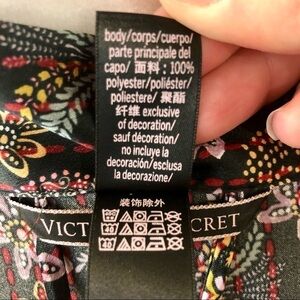 body/corps/cuerpo/
parte principale del
capo/ 面料 : 100%
polyester/polyéster/
poliestere/ 聚酯
纤维 exclusive
of decoration/
sauf décoration/
no incluye la
decoración/esclusa
la decorazione/
装饰除外
VICT
CRET